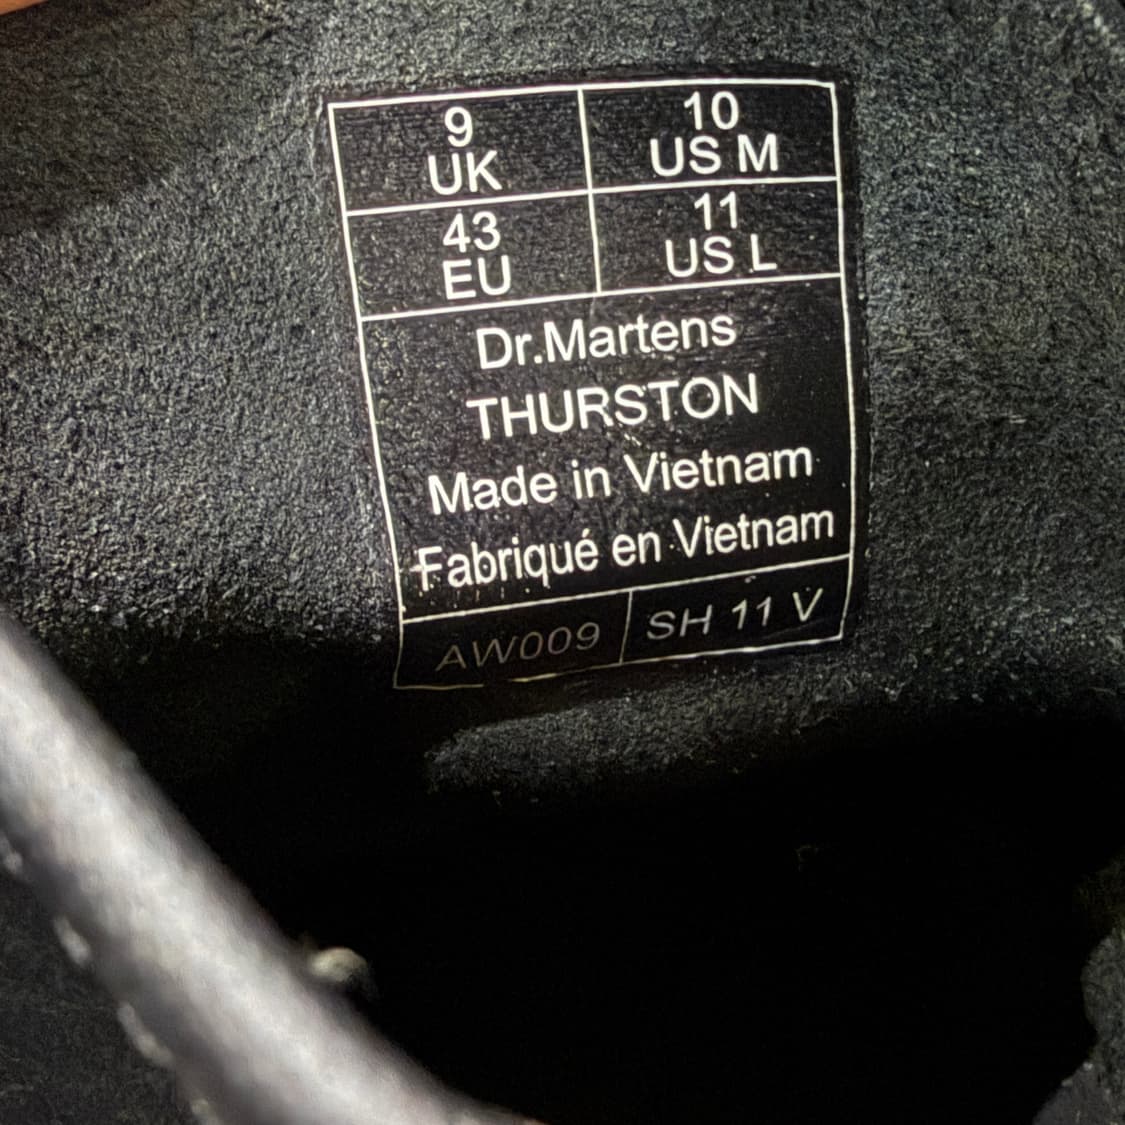 9 10
UK US M
43 11
EU US L
Dr.Martens
THURSTON
Made in Vietnam
Fabriqué en Vietnam
AW009 SH 11 V